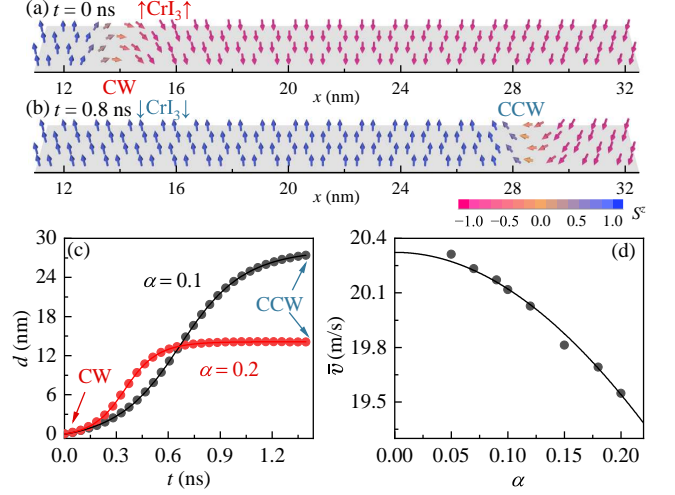 (a) t = 0 ns ↑CrI₃↑
12 16 20 24 28 32
CW x (nm)
(b) t = 0.8 ns ↓CrI₃↓ CCW
12 16 20 24 28 32
x (nm)
−1.0 −0.5 0.0 0.5 1.0 Sᶻ
(c)
30
24
18
12
6
0
d (nm)
α = 0.1
CCW
CW
α = 0.2
0.0 0.3 0.6 0.9 1.2
t (ns)
(d)
20.4
20.1
19.8
19.5
v̅ (m/s)
0.00 0.05 0.10 0.15 0.20
α